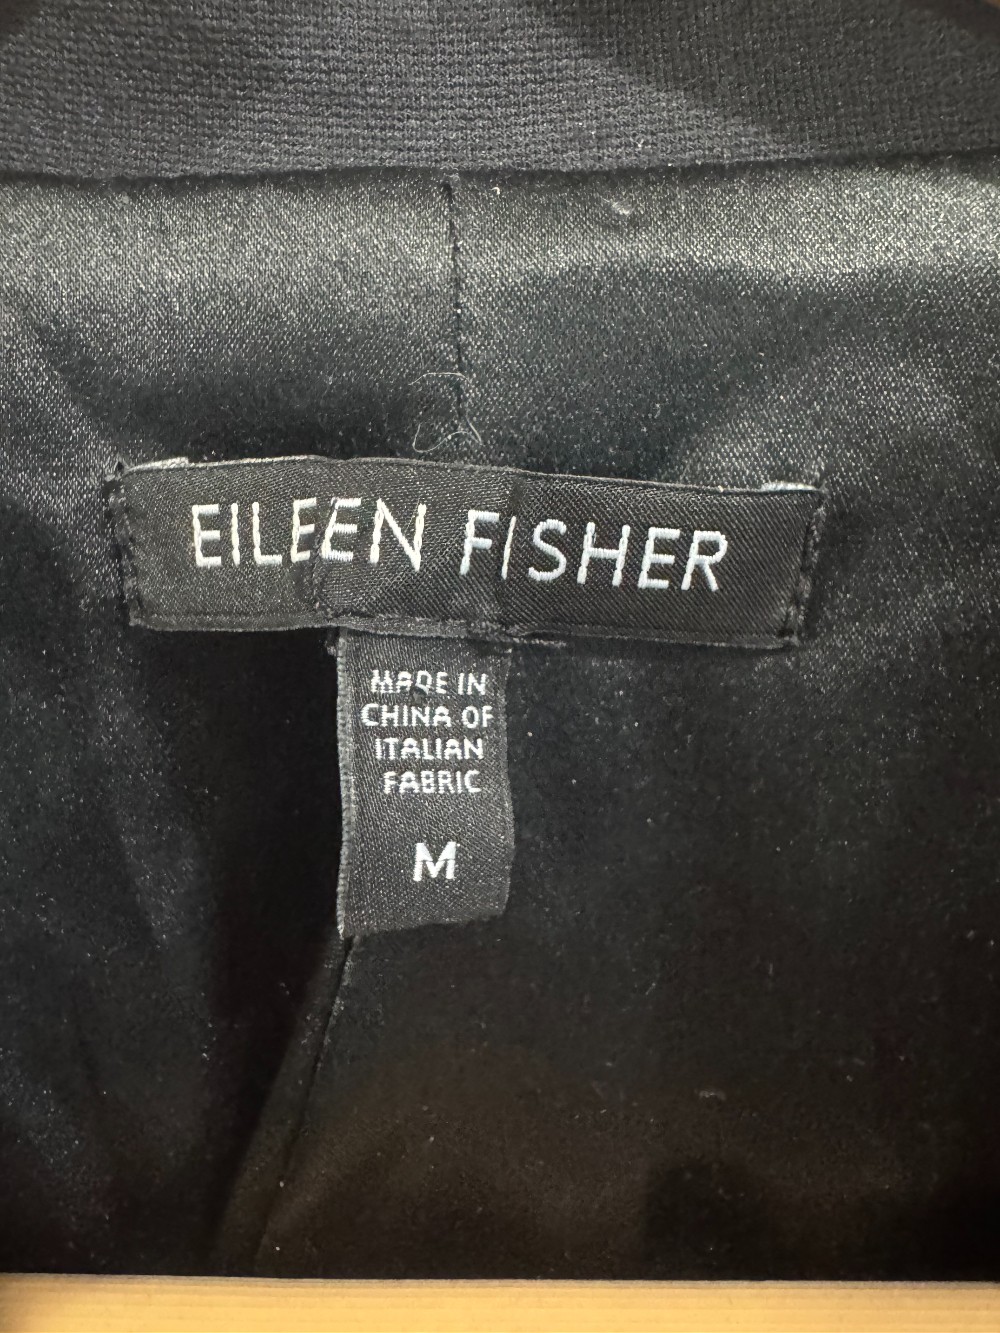 EILEEN FISHER
MADE IN
CHINA OF
ITALIAN
FABRIC
M